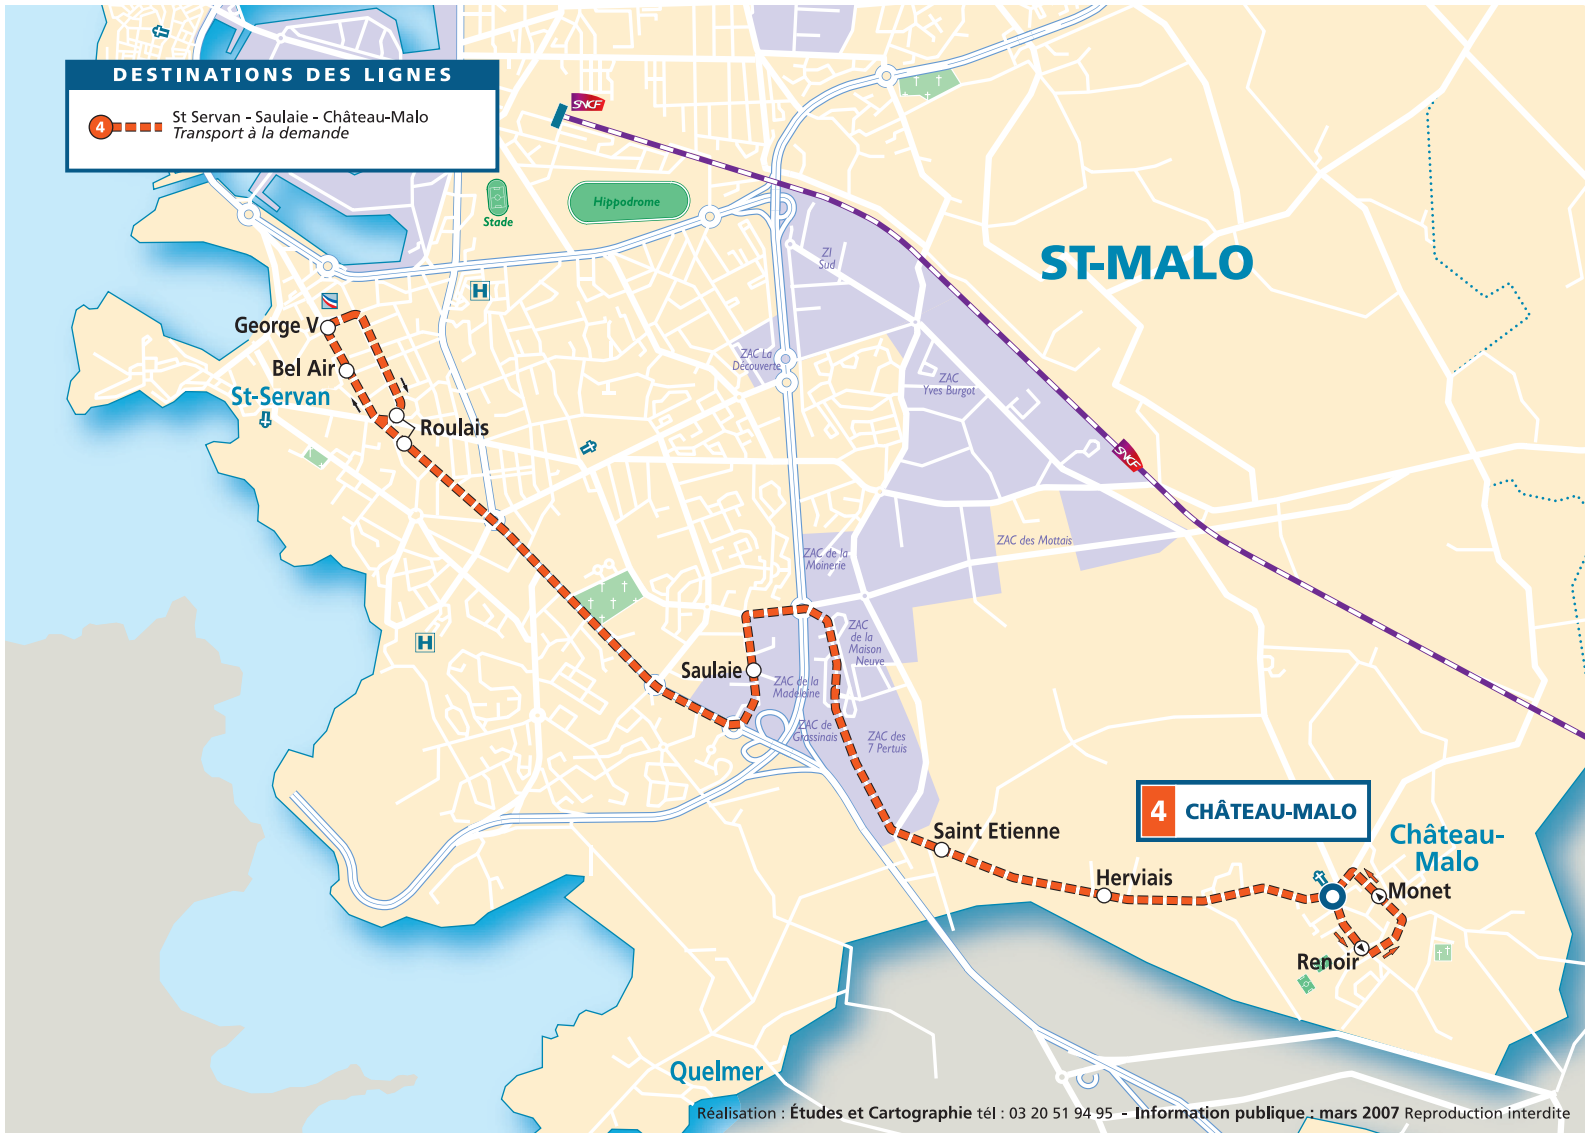 DESTINATIONS DES LIGNES
4 St Servan - Saulaie - Château-Malo
Transport à la demande
SNCF
Stade
Hippodrome
ZI
Sud
ST-MALO
H
George V
Bel Air
St-Servan
Roulais
ZAC La
Découverte
ZAC
Yves Burgot
SNCF
ZAC des Mottais
ZAC de la
Moinerie
H
ZAC
de la
Maison
Neuve
Saulaie
ZAC de la
Madeleine
ZAC de
Grassinais
ZAC des
7 Pertuis
4 CHÂTEAU-MALO
Château-
Malo
Saint Etienne
Herviais
Monet
Renoir
Quelmer
Réalisation : Études et Cartographie tél : 03 20 51 94 95 - Information publique : mars 2007 Reproduction interdite